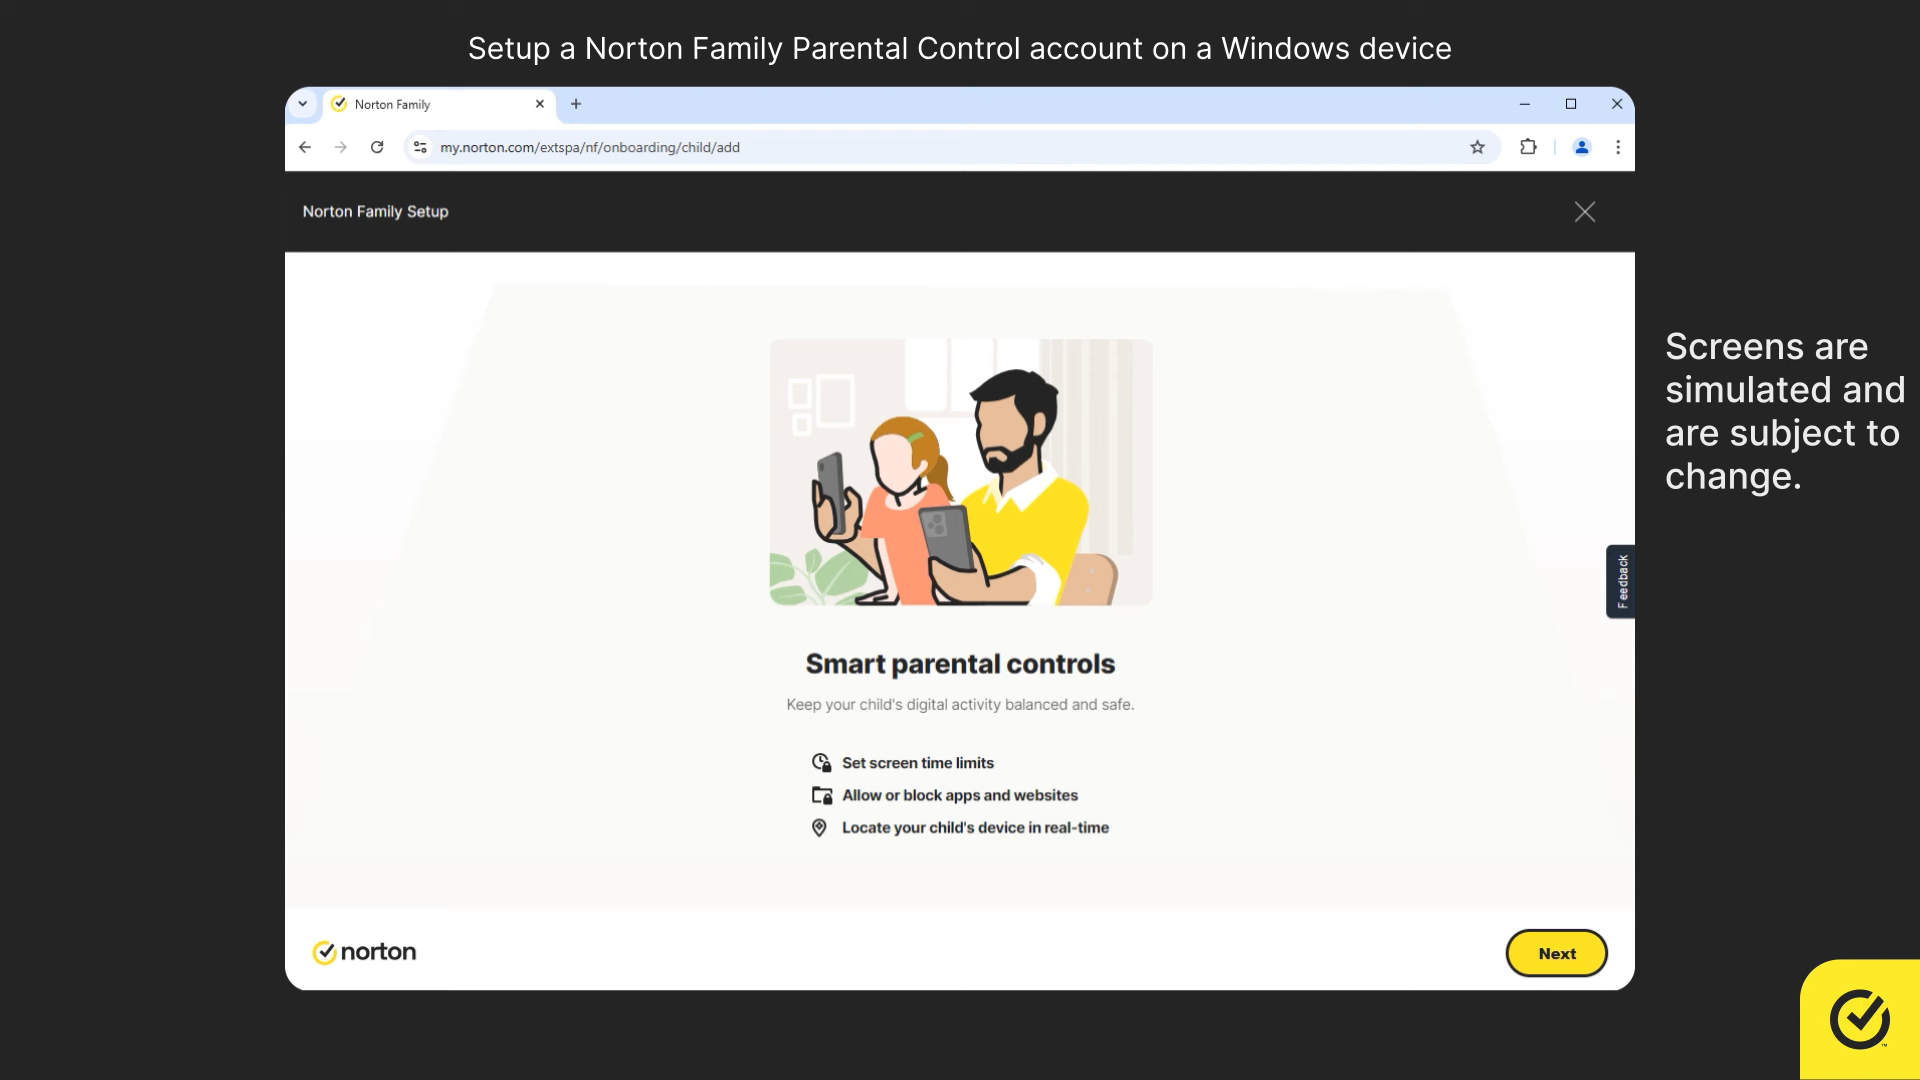 Setup a Norton Family Parental Control account on a Windows device
Norton Family
my.norton.com/extspa/nf/onboarding/child/add
Norton Family Setup
Screens are
simulated and
are subject to
change.
Feedback
Smart parental controls
Keep your child's digital activity balanced and safe.
Set screen time limits
Allow or block apps and websites
Locate your child's device in real-time
norton
Next